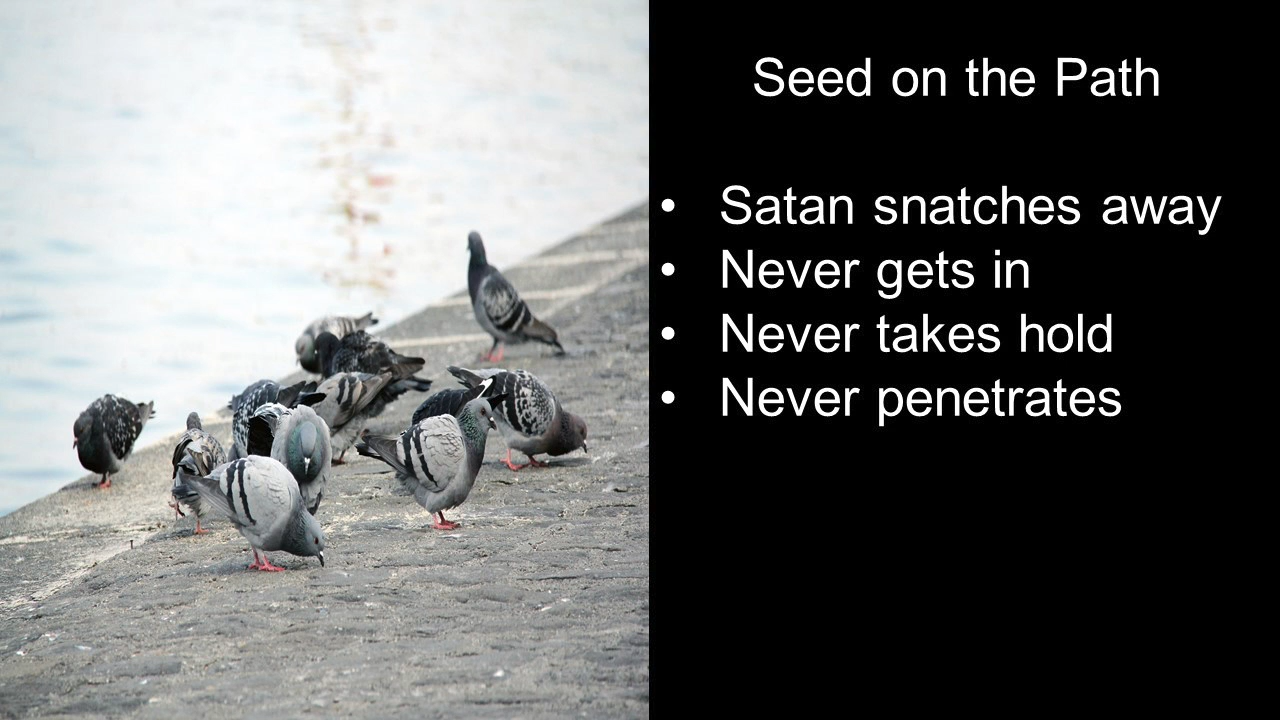 Seed on the Path
• Satan snatches away
• Never gets in
• Never takes hold
• Never penetrates